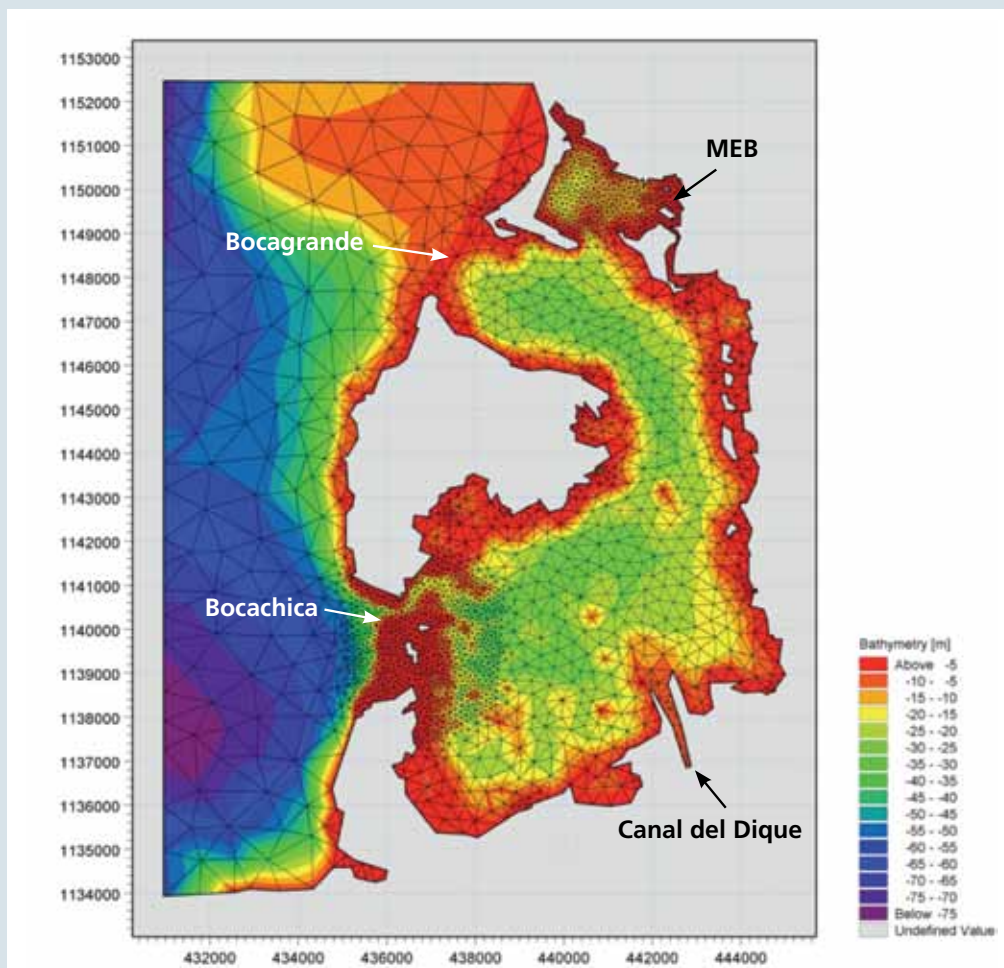 1153000
1152000
1151000
1150000
1149000
1148000
1147000
1146000
1145000
1144000
1143000
1142000
1141000
1140000
1139000
1138000
1137000
1136000
1135000
1134000
MEB
Bocagrande
Bocachica
Canal del Dique
432000 434000 436000 438000 440000 442000 444000
Bathymetry [m]
Above -5
-10 - -5
-15 - -10
-20 - -15
-25 - -20
-30 - -25
-35 - -30
-40 - -35
-45 - -40
-50 - -45
-55 - -50
-60 - -55
-65 - -60
-70 - -65
-75 - -70
Below -75
Undefined Value